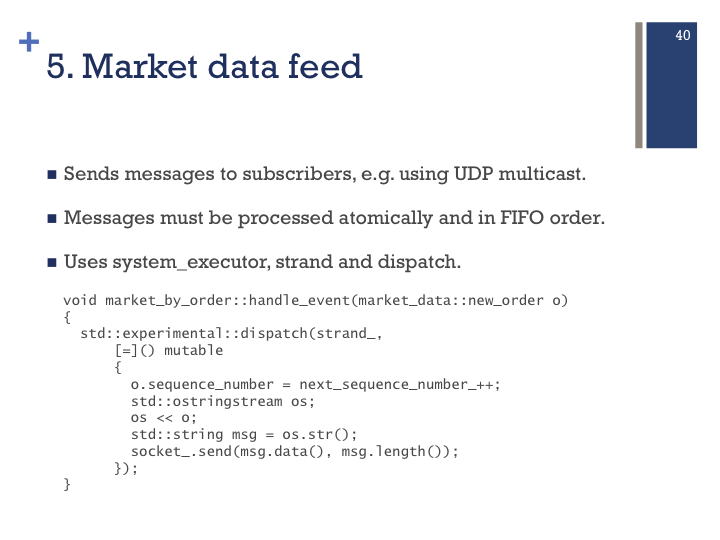 +
40
5. Market data feed
Sends messages to subscribers, e.g. using UDP multicast.
Messages must be processed atomically and in FIFO order.
Uses system_executor, strand and dispatch.
void market_by_order::handle_event(market_data::new_order o)
{
  std::experimental::dispatch(strand_,
      [=]() mutable
      {
        o.sequence_number = next_sequence_number_++;
        std::ostringstream os;
        os << o;
        std::string msg = os.str();
        socket_.send(msg.data(), msg.length());
      });
}